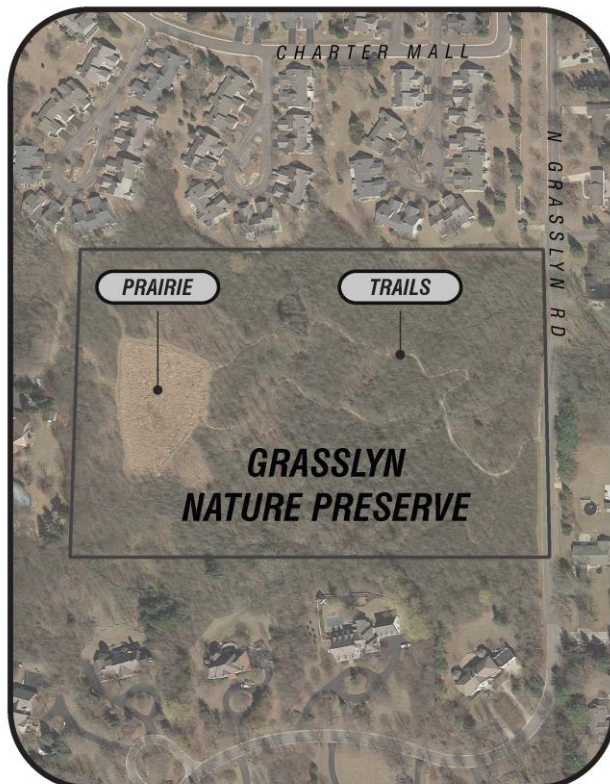 CHARTER MALL
N GRASSLYN RD
PRAIRIE
TRAILS
GRASSLYN
NATURE PRESERVE